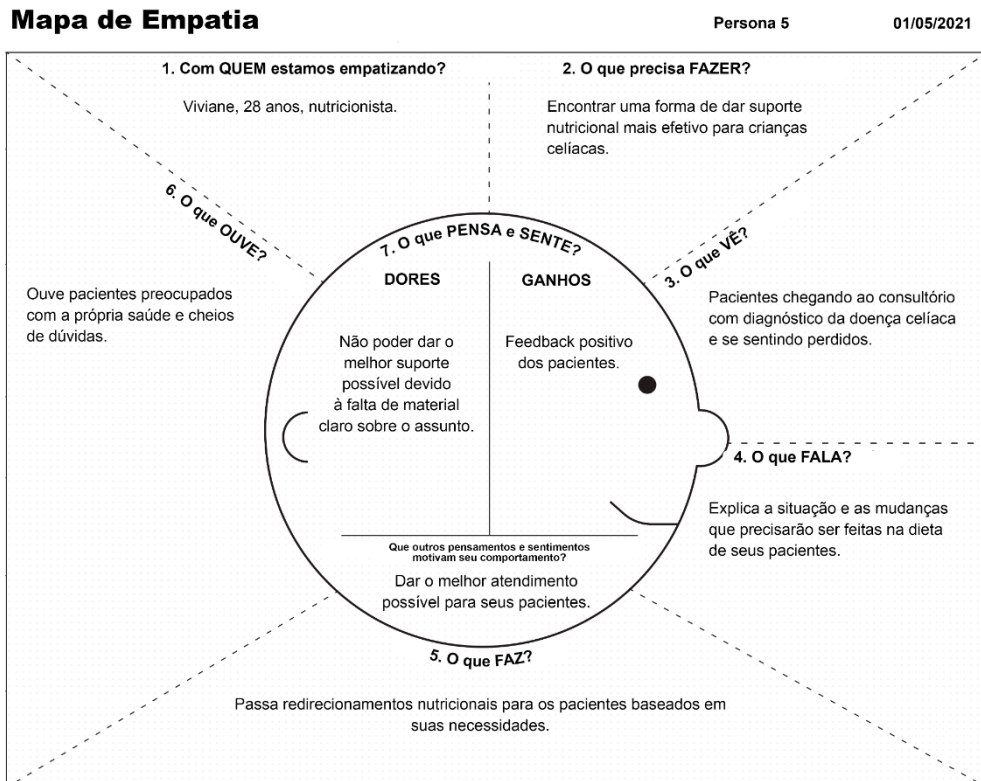 Mapa de Empatia
Persona 5
01/05/2021
1. Com QUEM estamos empatizando?
Viviane, 28 anos, nutricionista.
2. O que precisa FAZER?
Encontrar uma forma de dar suporte
nutricional mais efetivo para crianças
celíacas.
3. O que VÊ?
Pacientes chegando ao consultório
com diagnóstico da doença celíaca
e se sentindo perdidos.
4. O que FALA?
Explica a situação e as mudanças
que precisarão ser feitas na dieta
de seus pacientes.
5. O que FAZ?
Passa redirecionamentos nutricionais para os pacientes baseados em
suas necessidades.
6. O que OUVE?
Ouve pacientes preocupados
com a própria saúde e cheios
de dúvidas.
7. O que PENSA e SENTE?
DORES
Não poder dar o
melhor suporte
possível devido
à falta de material
claro sobre o assunto.
GANHOS
Feedback positivo
dos pacientes.
Que outros pensamentos e sentimentos
motivam seu comportamento?
Dar o melhor atendimento
possível para seus pacientes.